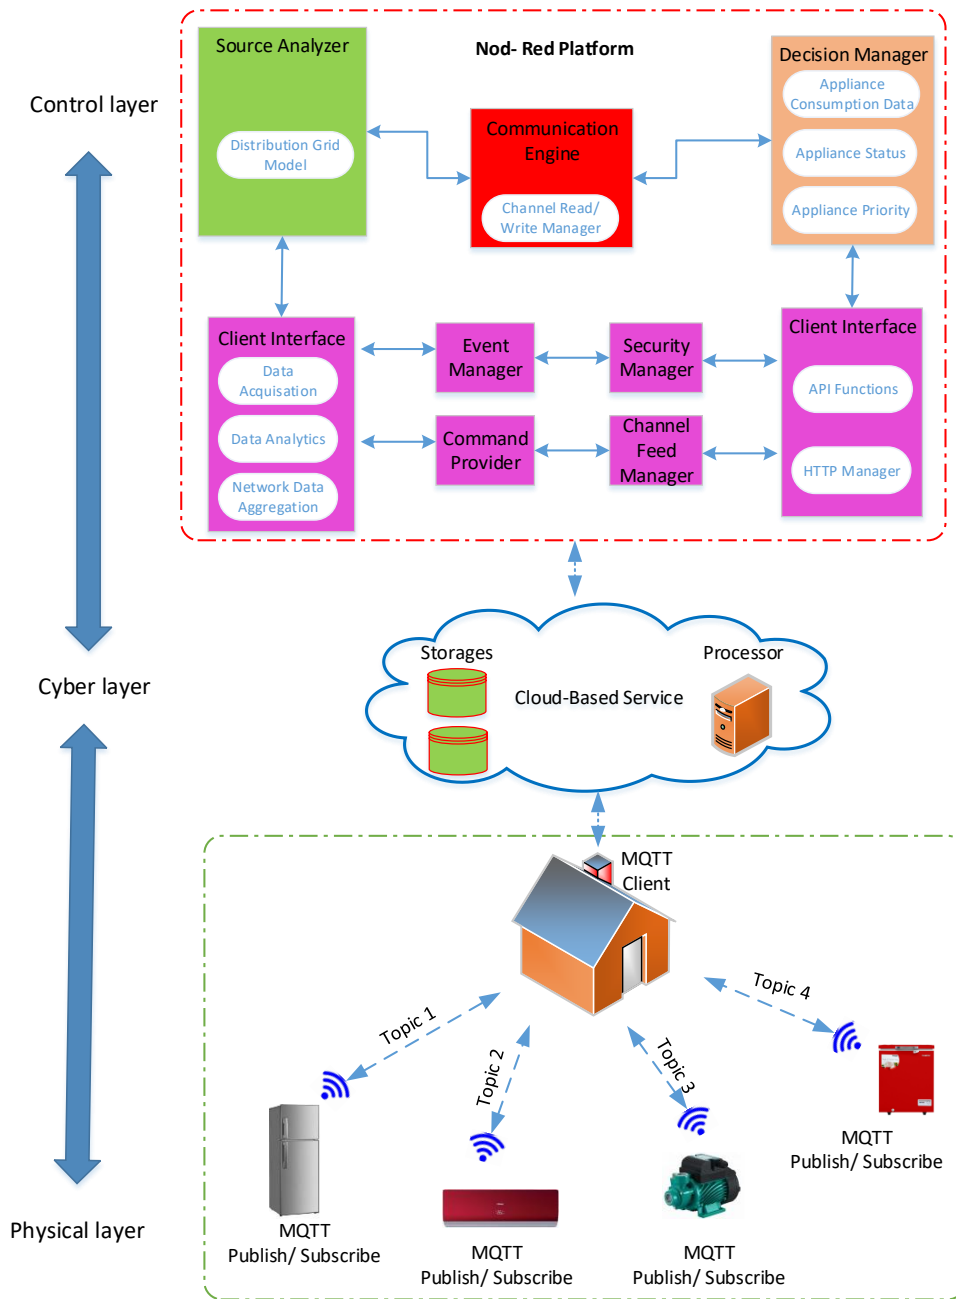 Source Analyzer
Nod- Red Platform
Decision Manager
Control layer
Appliance
Consumption Data
Communication
Engine
Distribution Grid
Model
Appliance Status
Channel Read/
Write Manager
Appliance Priority
Client Interface
Data
Acquisation
Data Analytics
Network Data
Aggregation
Event
Manager
Security
Manager
Client Interface
API Functions
Command
Provider
Channel
Feed
Manager
HTTP Manager
Storages
Processor
Cloud-Based Service
Cyber layer
MQTT
Client
Topic 1
Topic 2
Topic 3
Topic 4
MQTT
Publish/ Subscribe
MQTT
Publish/ Subscribe
MQTT
Publish/ Subscribe
MQTT
Publish/ Subscribe
Physical layer